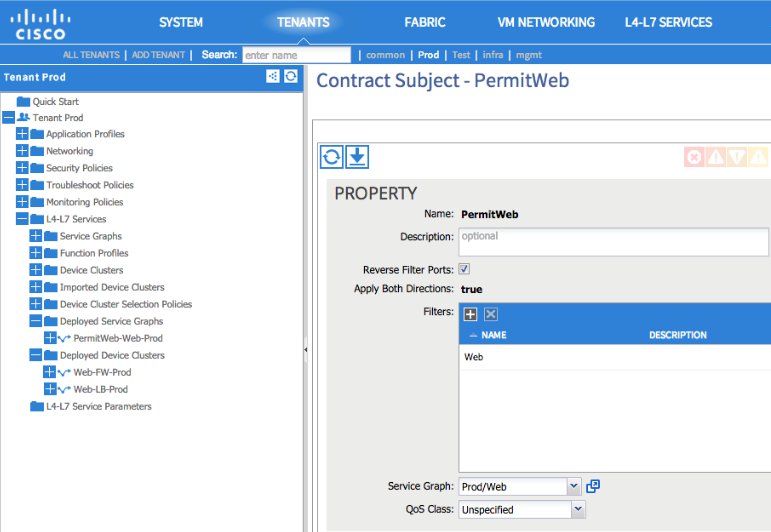 CISCO
SYSTEM TENANTS FABRIC VM NETWORKING L4-L7 SERVICES
ALL TENANTS | ADD TENANT | Search: enter name | common | Prod | Test | infra | mgmt
Tenant Prod
Quick Start
Tenant Prod
Application Profiles
Networking
Security Policies
Troubleshoot Policies
Monitoring Policies
L4-L7 Services
Service Graphs
Function Profiles
Device Clusters
Imported Device Clusters
Device Cluster Selection Policies
Deployed Service Graphs
PermitWeb-Web-Prod
Deployed Device Clusters
Web-FW-Prod
Web-LB-Prod
L4-L7 Service Parameters
Contract Subject - PermitWeb
PROPERTY
Name: PermitWeb
Description: optional
Reverse Filter Ports:
Apply Both Directions: true
Filters:
NAME DESCRIPTION
Web
Service Graph: Prod/Web
QoS Class: Unspecified